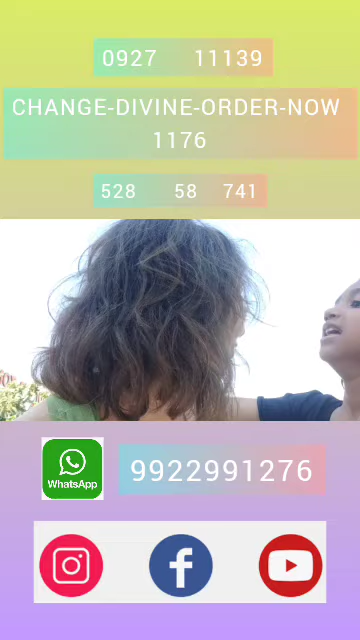 0927 11139
CHANGE-DIVINE-ORDER-NOW
1176
528 58 741
WhatsApp
9922991276